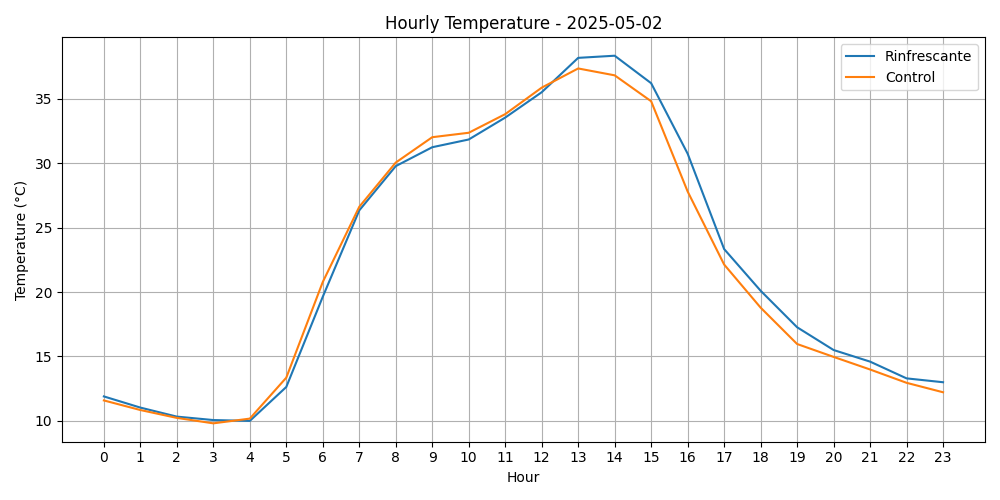 Hourly Temperature - 2025-05-02
Rinfrescante
Control
Temperature (°C)
35
30
25
20
15
10
0 1 2 3 4 5 6 7 8 9 10 11 12 13 14 15 16 17 18 19 20 21 22 23
Hour